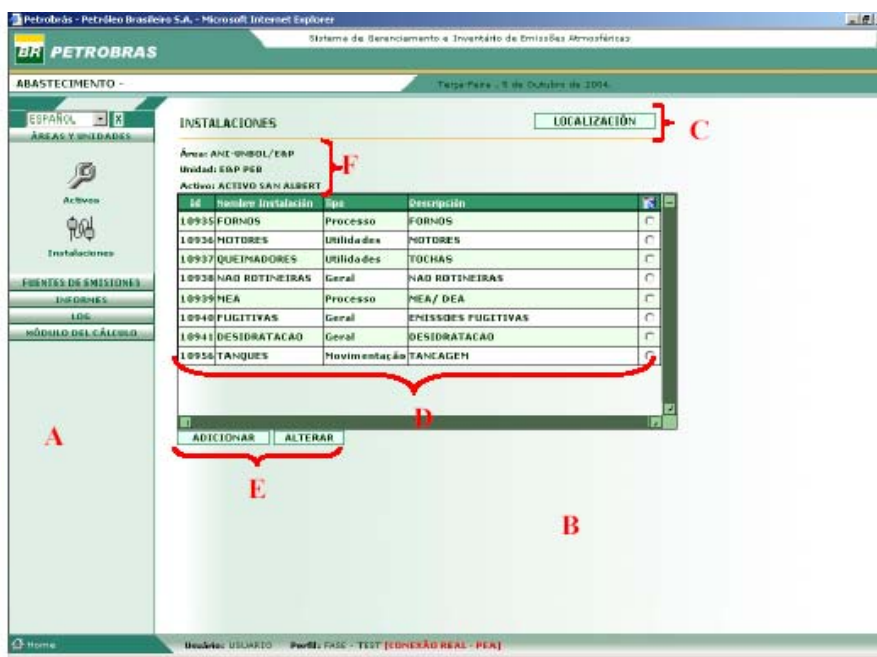 Petrobrás - Petróleo Brasileiro S.A. - Microsoft Internet Explorer
Sistema de Gerenciamento e Inventário de Emissões Atmosféricas
BR PETROBRAS
ABASTECIMENTO -
Terça-Feira , 5 de Outubro de 2004.
ESPAÑOL X
ÁREAS Y UNIDADES
Activos
Instalaciones
FUENTES DE EMISIONES
INFORMES
LOG
MÓDULO DEL CÁLCULO
A
INSTALACIONES
LOCALIZACIÓN
C
Área: ANI-UNBOL/E&P
Unidad: E&P PEB
Activo: ACTIVO SAN ALBERT
F
Id Nombre Instalación Tipo Descripción
10935 FORNOS Processo FORNOS
10936 MOTORES Utilidades MOTORES
10937 QUEIMADORES Utilidades TOCHAS
10938 NAO ROTINEIRAS Geral NAO ROTINEIRAS
10939 MEA Processo MEA/ DEA
10940 FUGITIVAS Geral EMISSOES FUGITIVAS
10941 DESIDRATACAO Geral DESIDRATACAO
10956 TANQUES Movimentação TANCAGEM
D
ADICIONAR ALTERAR
E
B
Home
Usuário: USUARIO Perfil: FASE - TEST [CONEXÃO REAL - PEA]